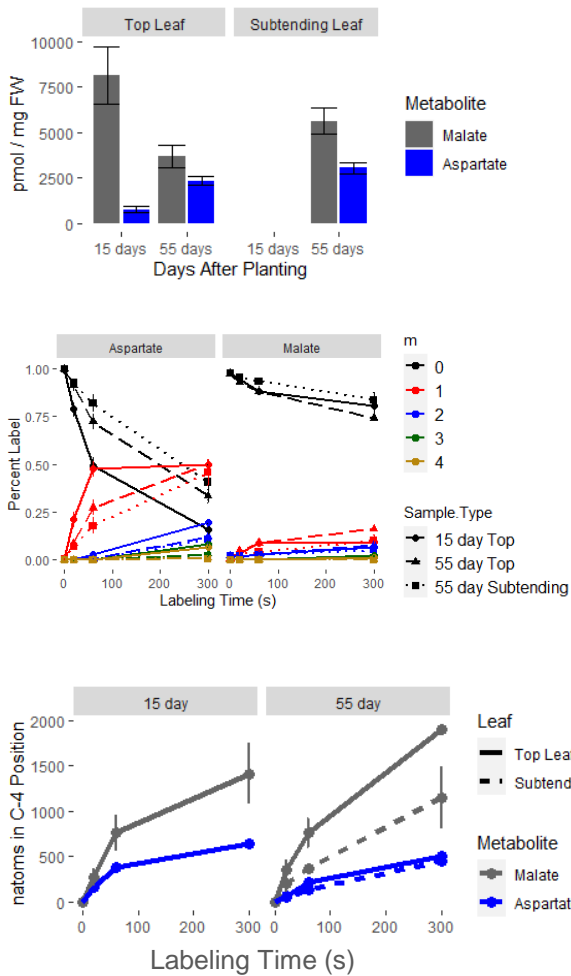 Top Leaf Subtending Leaf
10000
7500
5000
2500
0
pmol / mg FW
15 days 55 days 15 days 55 days
Days After Planting
Metabolite
Malate
Aspartate
Aspartate Malate
1.00
0.75
0.50
0.25
0.00
Percent Label
0 100 200 300 0 100 200 300
Labeling Time (s)
m
0
1
2
3
4
Sample.Type
15 day Top
55 day Top
55 day Subtending
15 day 55 day
2000
1500
1000
500
0
natoms in C-4 Position
0 100 200 300 0 100 200 300
Labeling Time (s)
Leaf
Top Lea
Subtend
Metabolite
Malate
Aspartat